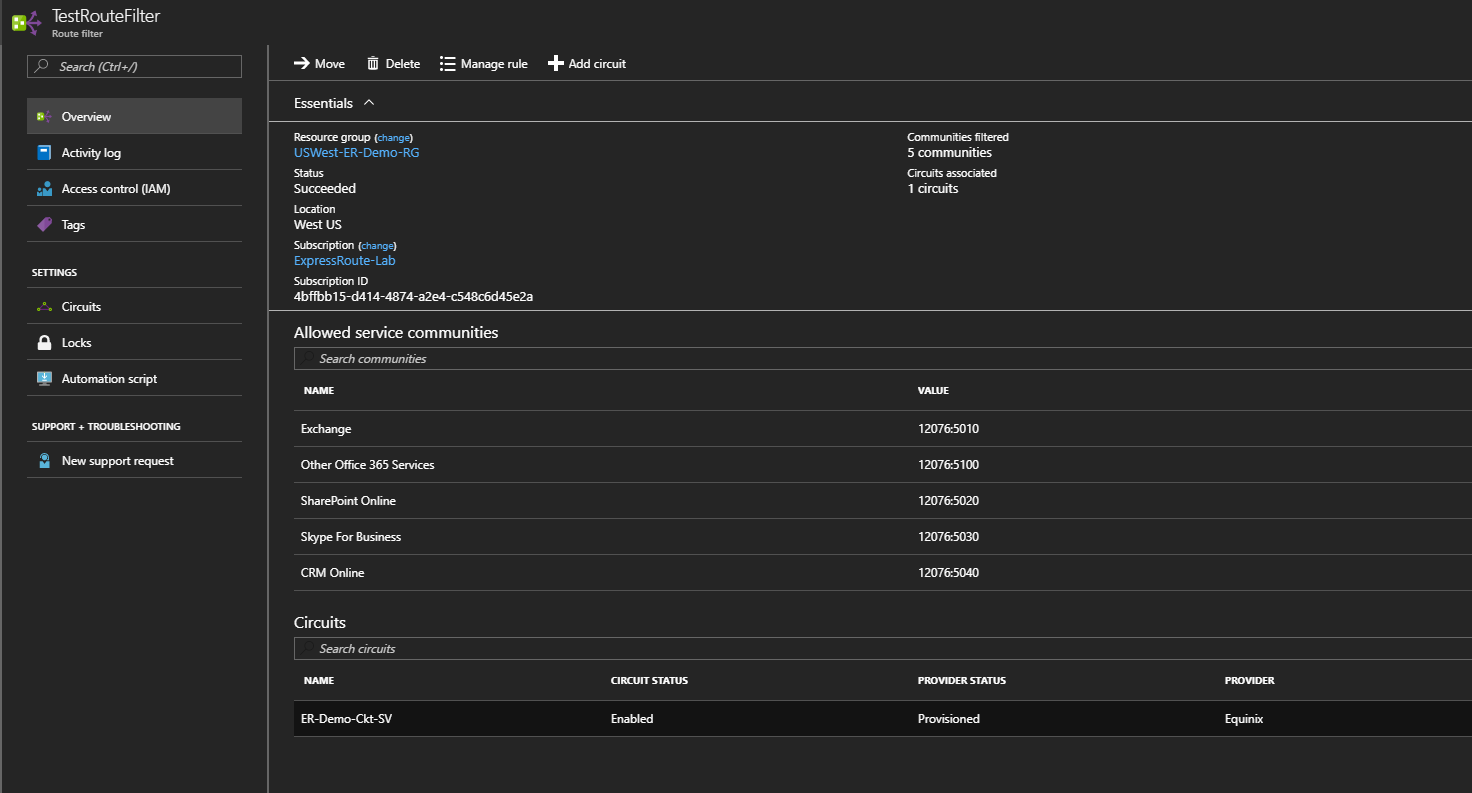 TestRouteFilter
Route filter
Search (Ctrl+/)
Overview
Activity log
Access control (IAM)
Tags
SETTINGS
Circuits
Locks
Automation script
SUPPORT + TROUBLESHOOTING
New support request
Move Delete Manage rule Add circuit
Essentials
Resource group (change)
USWest-ER-Demo-RG
Status
Succeeded
Location
West US
Subscription (change)
ExpressRoute-Lab
Subscription ID
4bffbb15-d414-4874-a2e4-c548c6d45e2a
Communities filtered
5 communities
Circuits associated
1 circuits
Allowed service communities
Search communities
NAME VALUE
Exchange 12076:5010
Other Office 365 Services 12076:5100
SharePoint Online 12076:5020
Skype For Business 12076:5030
CRM Online 12076:5040
Circuits
Search circuits
NAME CIRCUIT STATUS PROVIDER STATUS PROVIDER
ER-Demo-Ckt-SV Enabled Provisioned Equinix